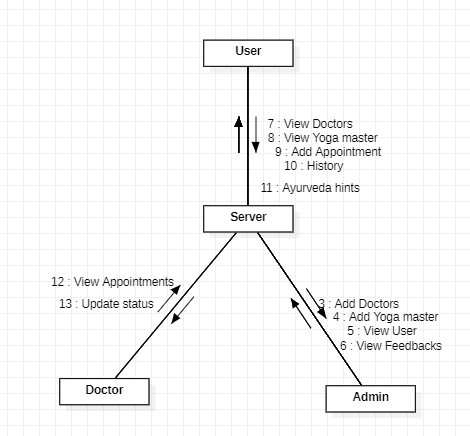 User
7 : View Doctors
8 : View Yoga master
9 : Add Appointment
10 : History
11 : Ayurveda hints
Server
12 : View Appointments
13 : Update status
3 : Add Doctors
4 : Add Yoga master
5 : View User
6 : View Feedbacks
Doctor
Admin